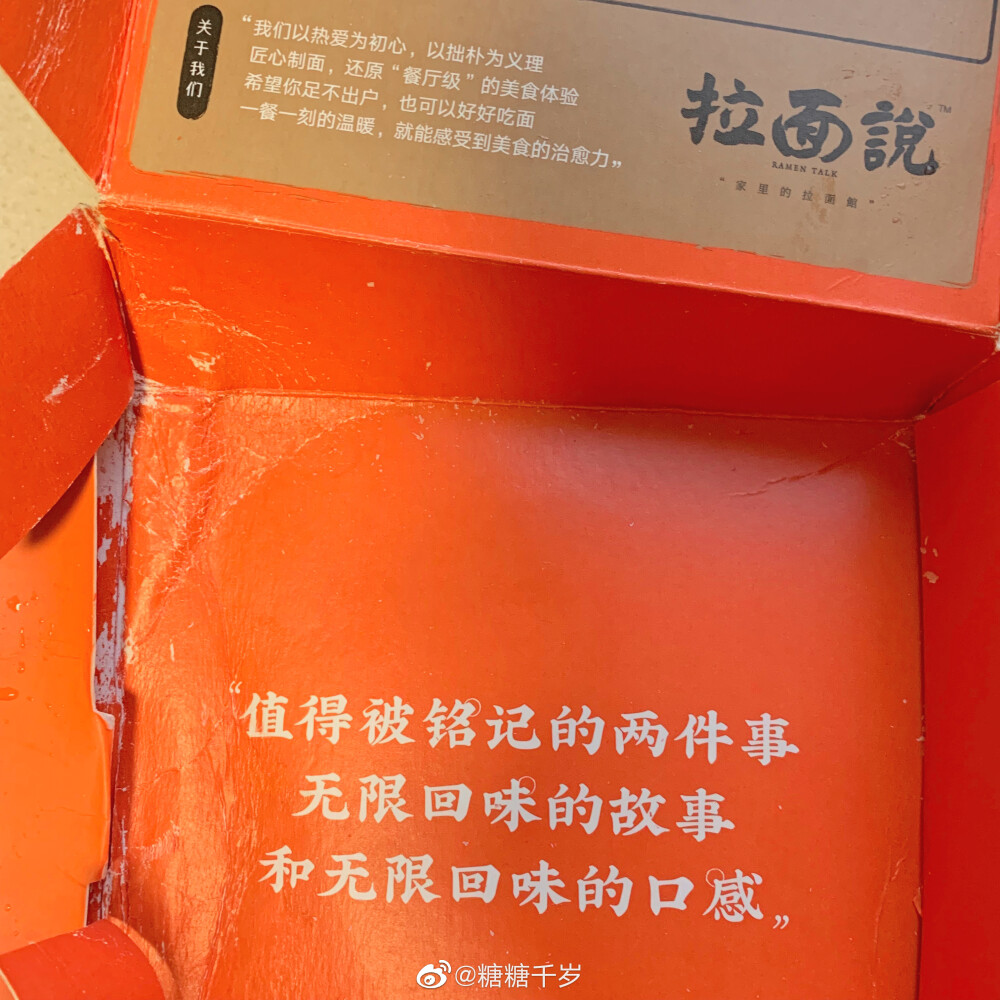 关于我们
“我们以热爱为初心，以拙朴为义理
匠心制面，还原“餐厅级”的美食体验
希望你足不出户，也可以好好吃面
一餐一刻的温暖，就能感受到美食的治愈力”
拉面說™
RAMEN TALK
“家里的拉面館”
“值得被铭记的两件事
无限回味的故事
和无限回味的口感”
@糖糖千岁